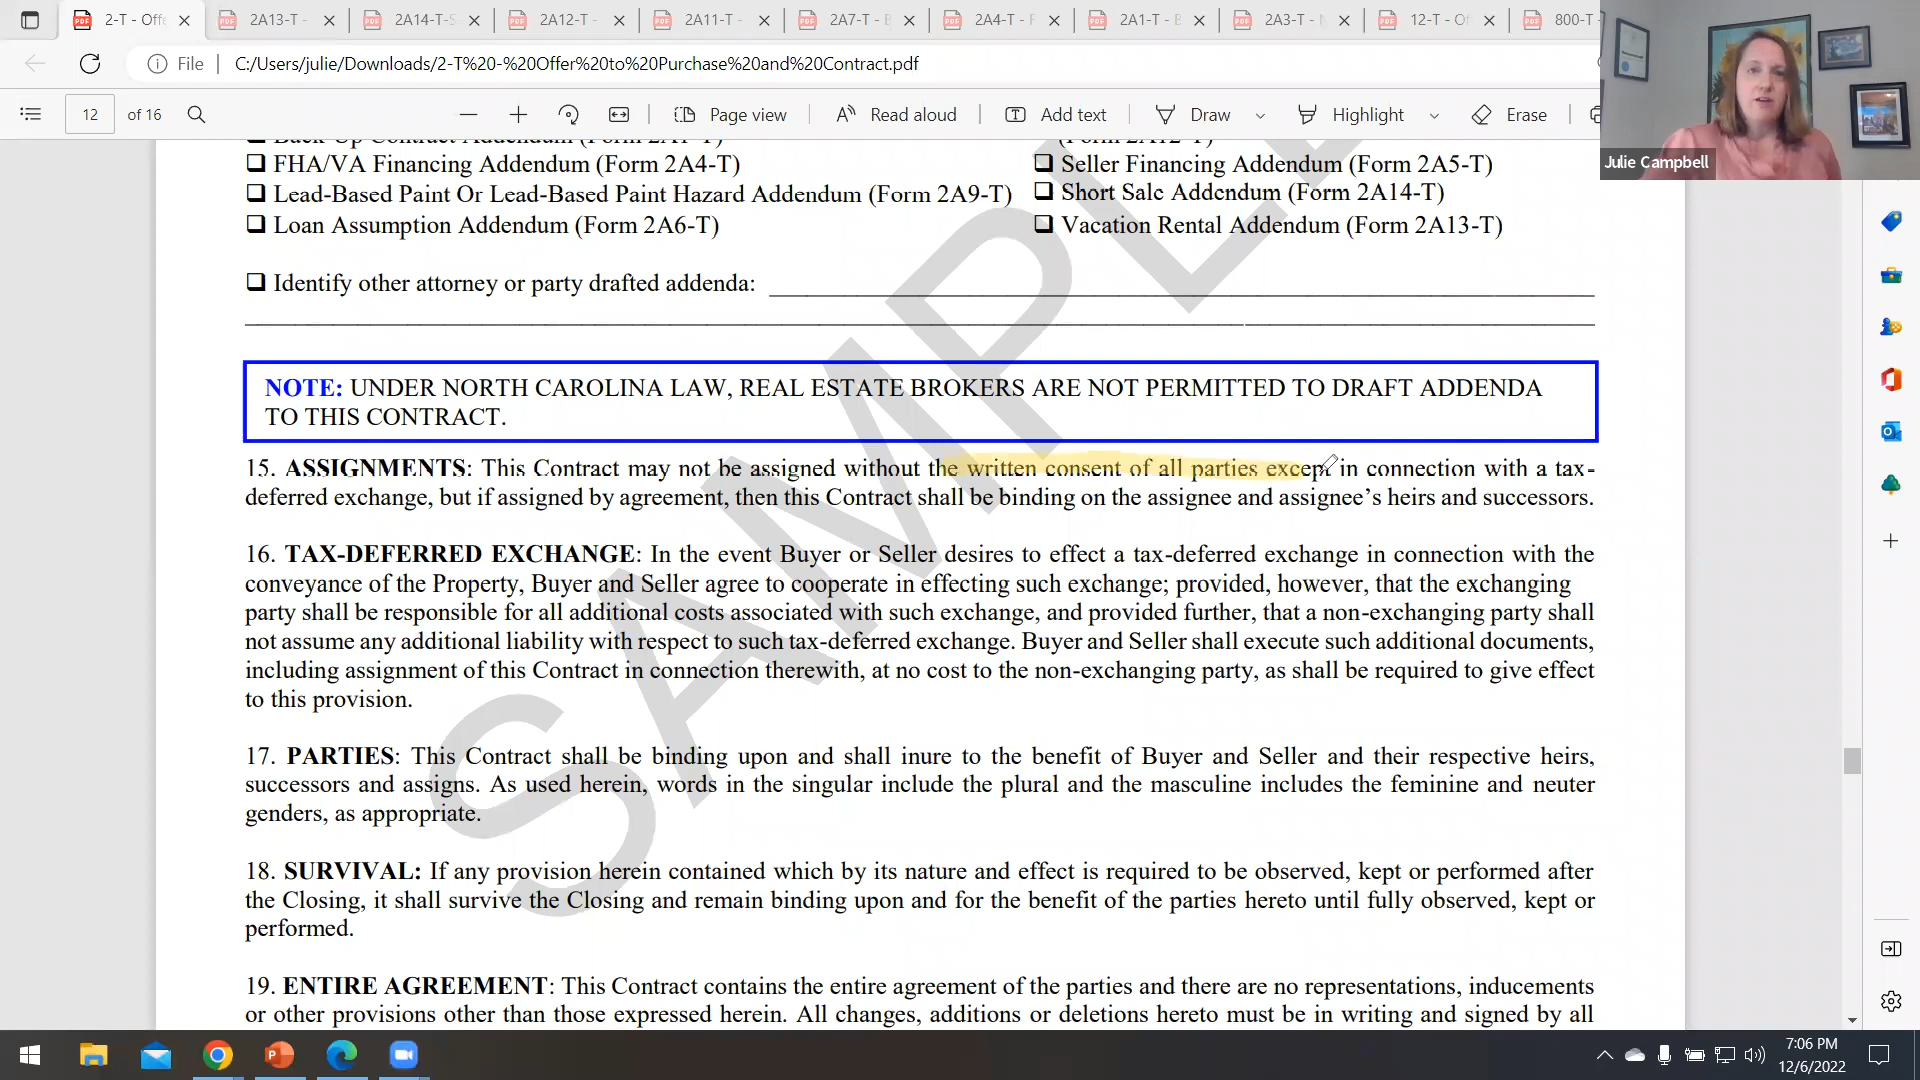 2-T - Offe
2A13-T -
2A14-T-S
2A12-T -
2A11-T -
2A7-T - B
2A4-T - F
2A1-T - B
2A3-T -
12-T - Of
800-T -
File
C:/Users/julie/Downloads/2-T%20-%20Offer%20to%20Purchase%20and%20Contract.pdf
12 of 16
Page view
Read aloud
Add text
Draw
Highlight
Erase
Julie Campbell
Back-Up Contract Addendum (Form 2A1-T)
(Form 2A12-T)
FHA/VA Financing Addendum (Form 2A4-T)
Seller Financing Addendum (Form 2A5-T)
Lead-Based Paint Or Lead-Based Paint Hazard Addendum (Form 2A9-T)
Short Sale Addendum (Form 2A14-T)
Loan Assumption Addendum (Form 2A6-T)
Vacation Rental Addendum (Form 2A13-T)
Identify other attorney or party drafted addenda:
NOTE: UNDER NORTH CAROLINA LAW, REAL ESTATE BROKERS ARE NOT PERMITTED TO DRAFT ADDENDA
TO THIS CONTRACT.
15. ASSIGNMENTS: This Contract may not be assigned without the written consent of all parties except in connection with a tax-
deferred exchange, but if assigned by agreement, then this Contract shall be binding on the assignee and assignee's heirs and successors.
16. TAX-DEFERRED EXCHANGE: In the event Buyer or Seller desires to effect a tax-deferred exchange in connection with the
conveyance of the Property, Buyer and Seller agree to cooperate in effecting such exchange; provided, however, that the exchanging
party shall be responsible for all additional costs associated with such exchange, and provided further, that a non-exchanging party shall
not assume any additional liability with respect to such tax-deferred exchange. Buyer and Seller shall execute such additional documents,
including assignment of this Contract in connection therewith, at no cost to the non-exchanging party, as shall be required to give effect
to this provision.
17. PARTIES: This Contract shall be binding upon and shall inure to the benefit of Buyer and Seller and their respective heirs,
successors and assigns. As used herein, words in the singular include the plural and the masculine includes the feminine and neuter
genders, as appropriate.
18. SURVIVAL: If any provision herein contained which by its nature and effect is required to be observed, kept or performed after
the Closing, it shall survive the Closing and remain binding upon and for the benefit of the parties hereto until fully observed, kept or
performed.
19. ENTIRE AGREEMENT: This Contract contains the entire agreement of the parties and there are no representations, inducements
or other provisions other than those expressed herein. All changes, additions or deletions hereto must be in writing and signed by all
SAMPLE
7:06 PM
12/6/2022